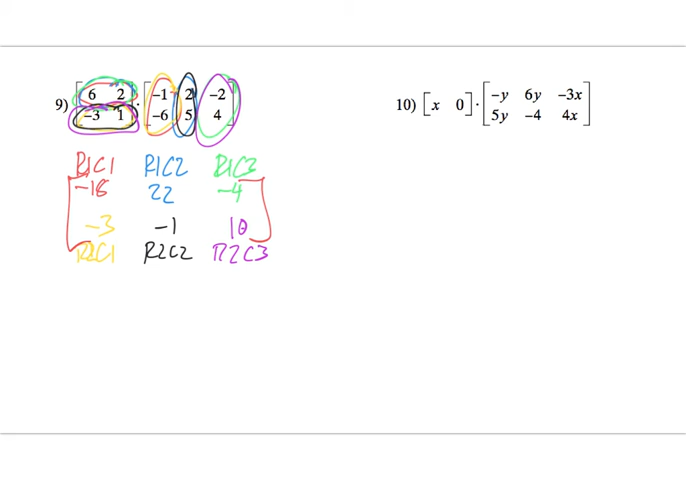 9) [ 6 2 ] · [ -1 2 -2 ]
[ -3 1 ] [ -6 5 4 ]
R1C1 R1C2 R1C3
-18 22 -4
-3 -1 10
R2C1 R2C2 R2C3
10) [ x 0 ] · [ -y 6y -3x ]
[ 5y -4 4x ]